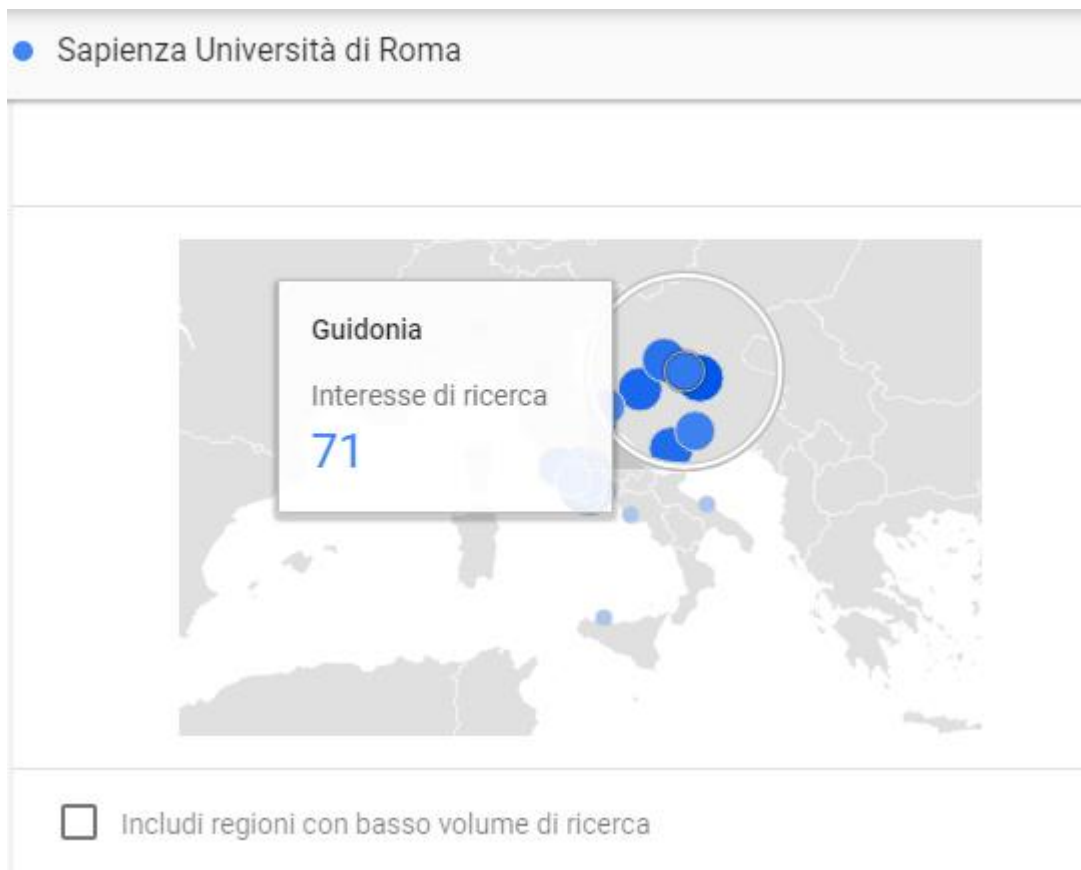 Sapienza Università di Roma
Guidonia
Interesse di ricerca
71
Includi regioni con basso volume di ricerca